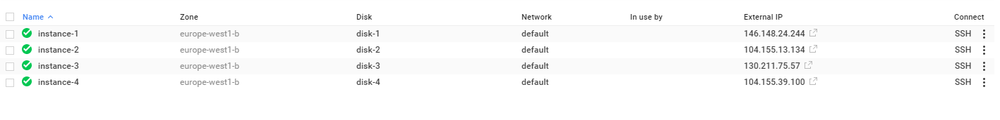 Name Zone Disk Network In use by External IP Connect
instance-1 europe-west1-b disk-1 default 146.148.24.244 SSH
instance-2 europe-west1-b disk-2 default 104.155.13.134 SSH
instance-3 europe-west1-b disk-3 default 130.211.75.57 SSH
instance-4 europe-west1-b disk-4 default 104.155.39.100 SSH